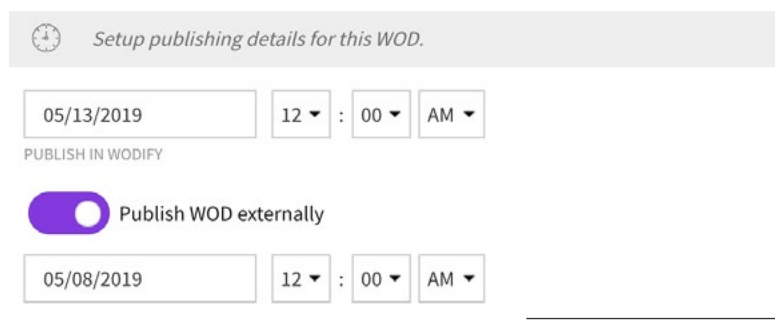 Setup publishing details for this WOD.
05/13/2019 12 : 00 AM
PUBLISH IN WODIFY
Publish WOD externally
05/08/2019 12 : 00 AM